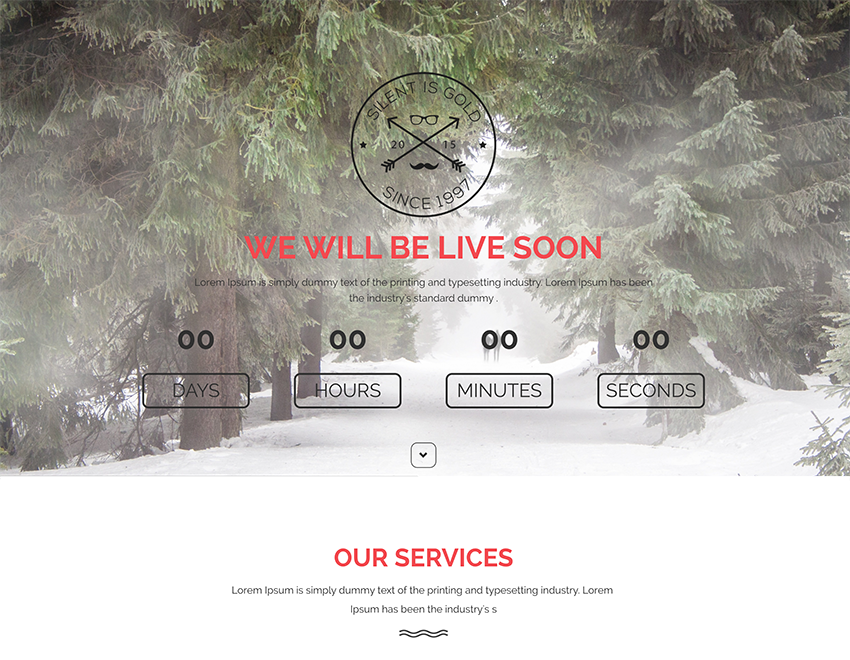 SILENT IS GOLD
20 15
SINCE 1997
WE WILL BE LIVE SOON
Lorem Ipsum is simply dummy text of the printing and typesetting industry. Lorem Ipsum has been
the industry's standard dummy .
00 00 00 00
DAYS HOURS MINUTES SECONDS
OUR SERVICES
Lorem Ipsum is simply dummy text of the printing and typesetting industry. Lorem
Ipsum has been the industry's s